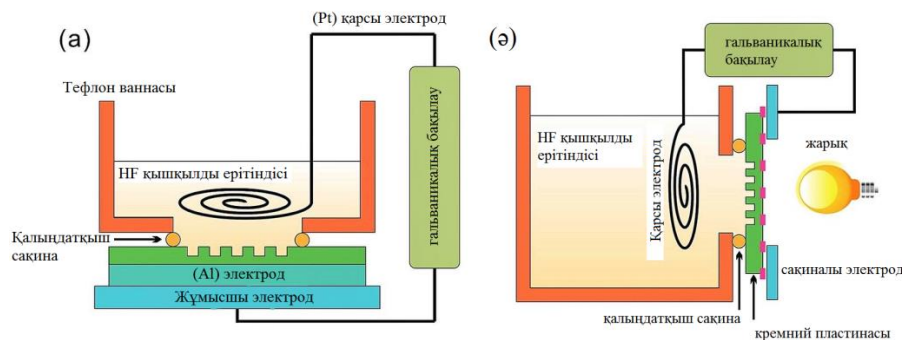 (а)
(Pt) қарсы электрод
Тефлон ваннасы
HF қышқылды ерітіндісі
гальваникалық бақылау
Қалыңдатқыш
сақина
(Al) электрод
Жұмысшы электрод
(ә)
гальваникалық
бақылау
HF қышқылды
ерітіндісі
Қарсы электрод
жарық
сақиналы электрод
қалыңдатқыш сақина
кремний пластинасы